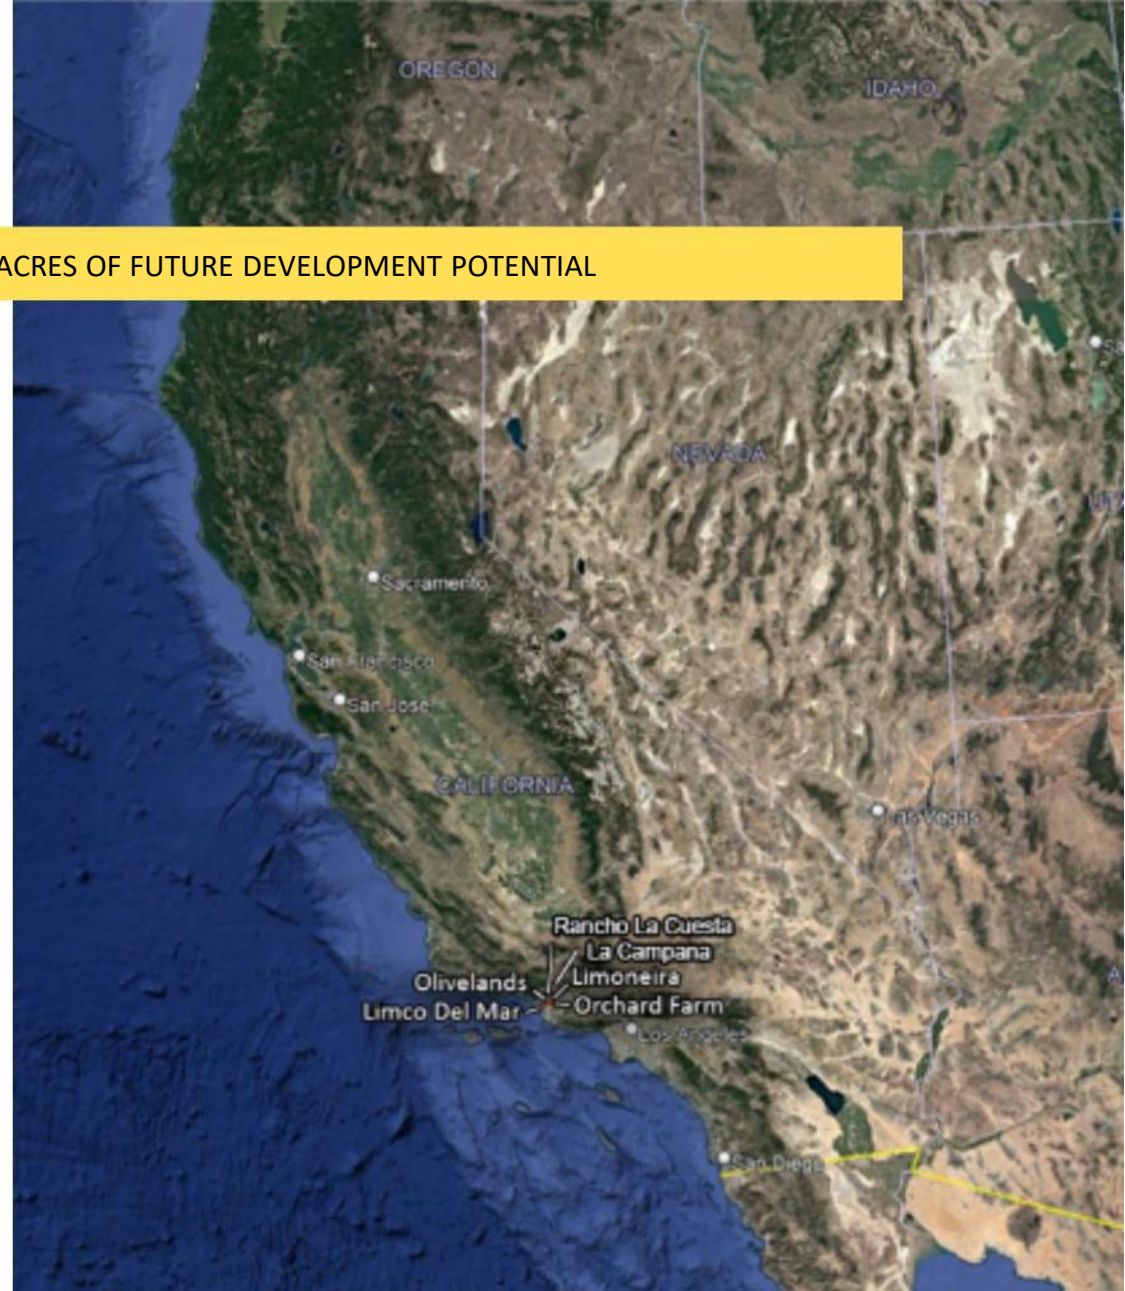 OREGON
IDAHO
ACRES OF FUTURE DEVELOPMENT POTENTIAL
NEVADA
Sacramento
San Francisco
San Jose
CALIFORNIA
Las Vegas
Rancho La Cuesta
La Campana
Olivelands
Limoneira
Limco Del Mar
Orchard Farm
Los Angeles
San Diego